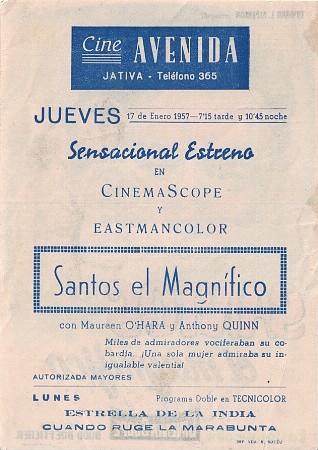 Cine AVENIDA
JATIVA - Teléfono 365
JUEVES 17 de Enero 1957—7'15 tarde y 10'45 noche
Sensacional Estreno
EN
CINEMASCOPE
Y
EASTMANCOLOR
Santos el Magnífico
con Maureen O'HARA y Anthony QUINN
Miles de admiradores vociferaban su co-
bardía.. ¡Una sola mujer admiraba su in-
igualable valentía!
AUTORIZADA MAYORES
LUNES Programa Doble en TECNICOLOR
ESTRELLA DE LA INDIA
CUANDO RUGE LA MARABUNTA